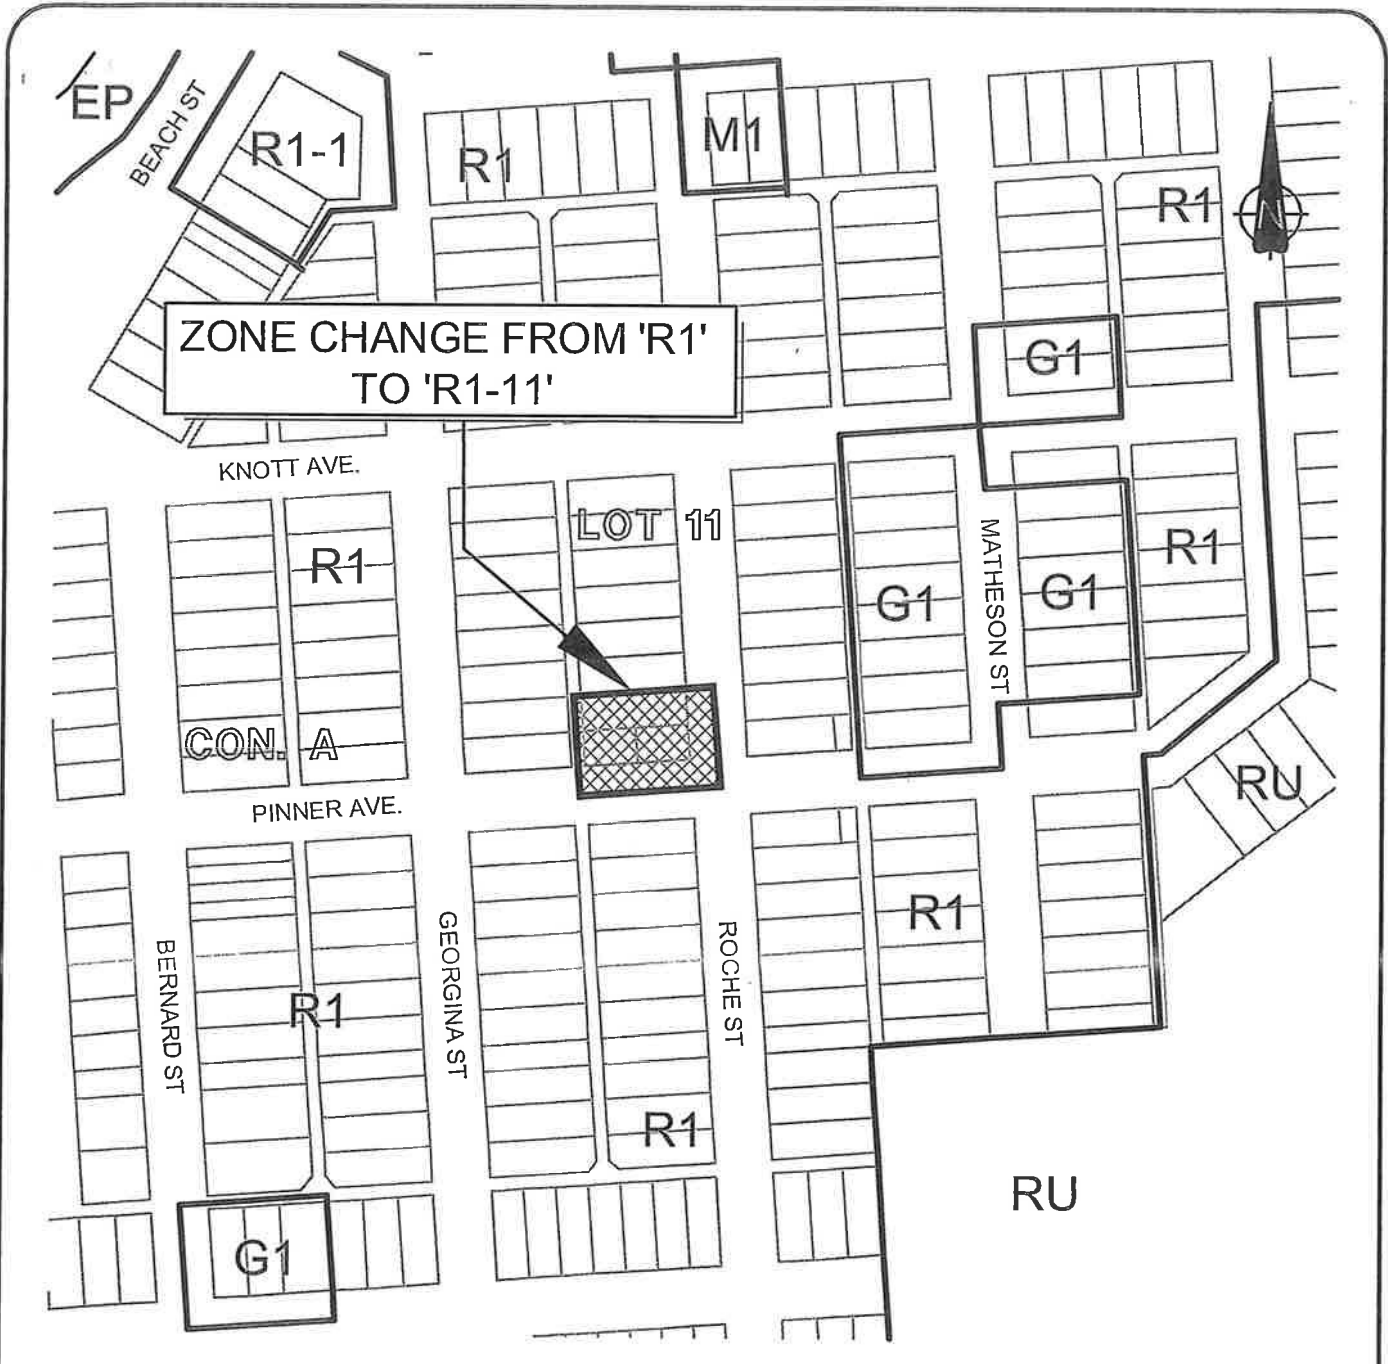 EP
BEACH ST
R1-1
R1
M1
R1
N
ZONE CHANGE FROM 'R1'
TO 'R1-11'
G1
KNOTT AVE.
LOT 11
R1
G1
MATHESON ST
G1
R1
CON. A
PINNER AVE.
RU
BERNARD ST
R1
GEORGINA ST
ROCHE ST
R1
R1
RU
G1